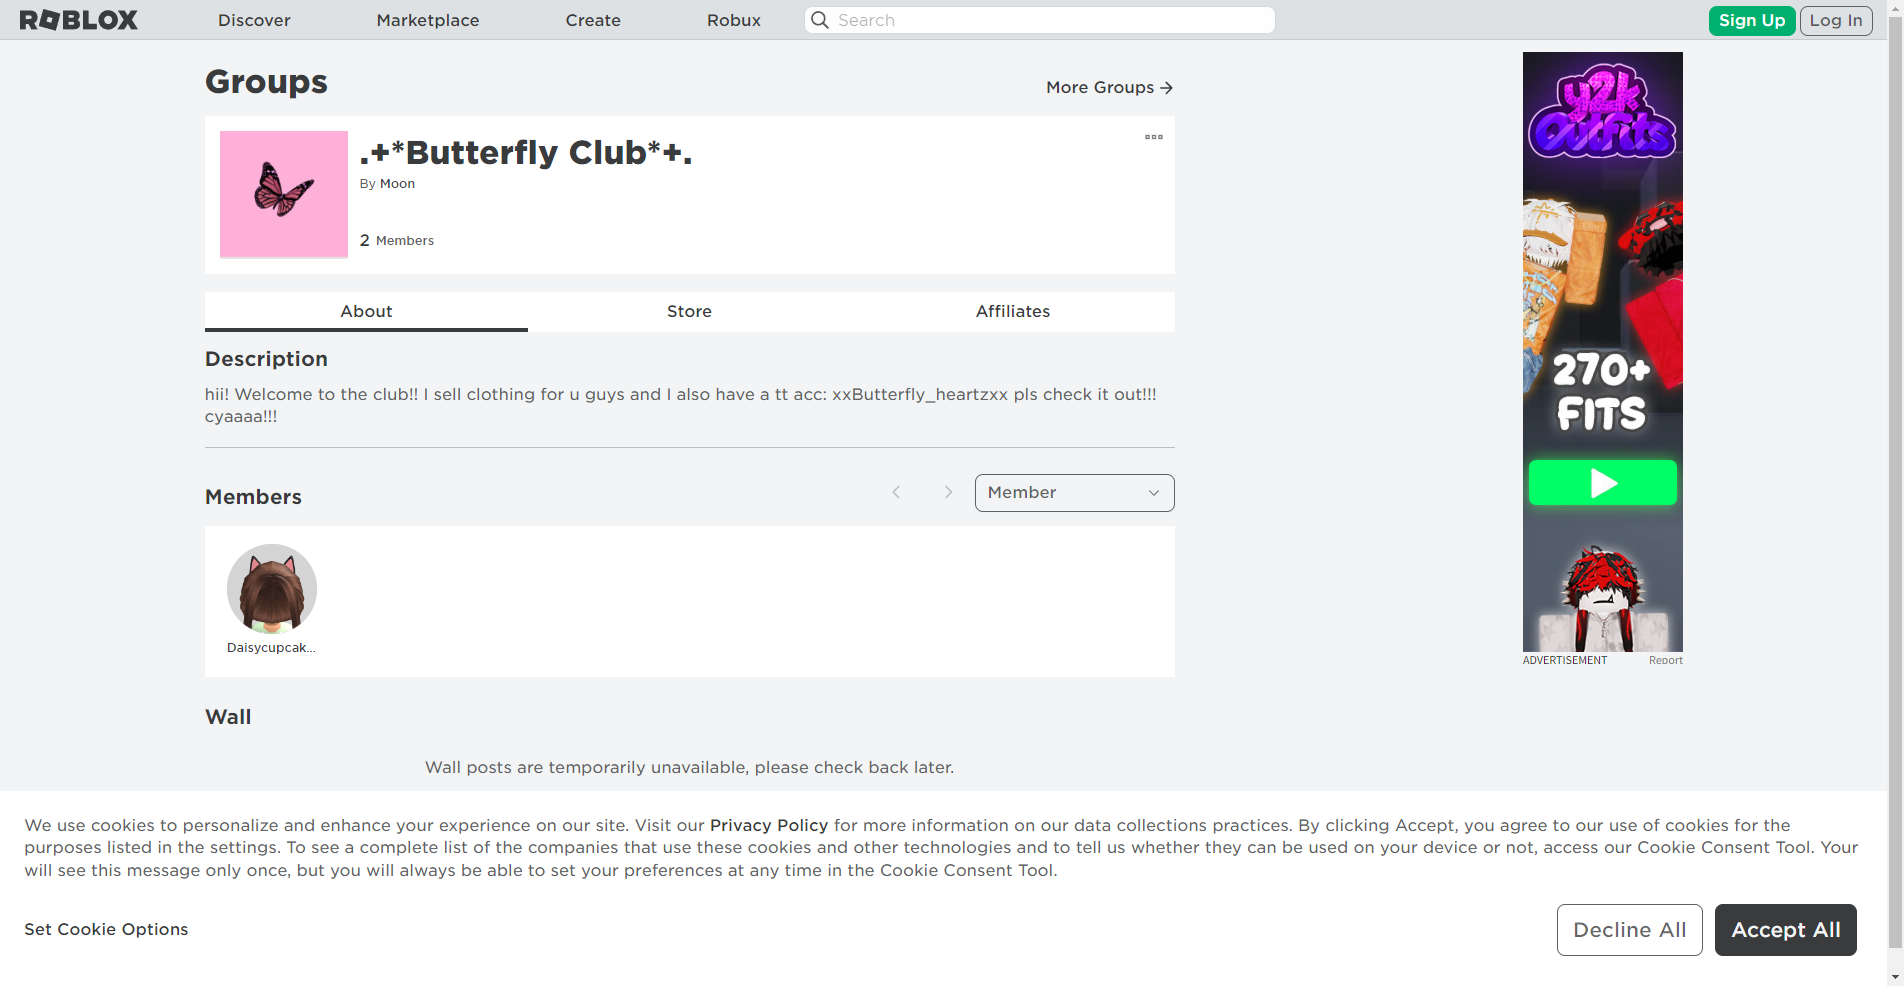 ROBLOX
Discover
Marketplace
Create
Robux
Search
Sign Up
Log In
Groups
More Groups
.+*Butterfly Club*+.
By Moon
2 Members
About
Store
Affiliates
Description
hii! Welcome to the club!! I sell clothing for u guys and I also have a tt acc: xxButterfly_heartzxx pls check it out!!!
cyaaaa!!!
Members
Member
Daisycupcak...
Wall
Wall posts are temporarily unavailable, please check back later.
y2k
Outfits
270+
FITS
ADVERTISEMENT
Report
We use cookies to personalize and enhance your experience on our site. Visit our Privacy Policy for more information on our data collections practices. By clicking Accept, you agree to our use of cookies for the
purposes listed in the settings. To see a complete list of the companies that use these cookies and other technologies and to tell us whether they can be used on your device or not, access our Cookie Consent Tool. Your
will see this message only once, but you will always be able to set your preferences at any time in the Cookie Consent Tool.
Set Cookie Options
Decline All
Accept All